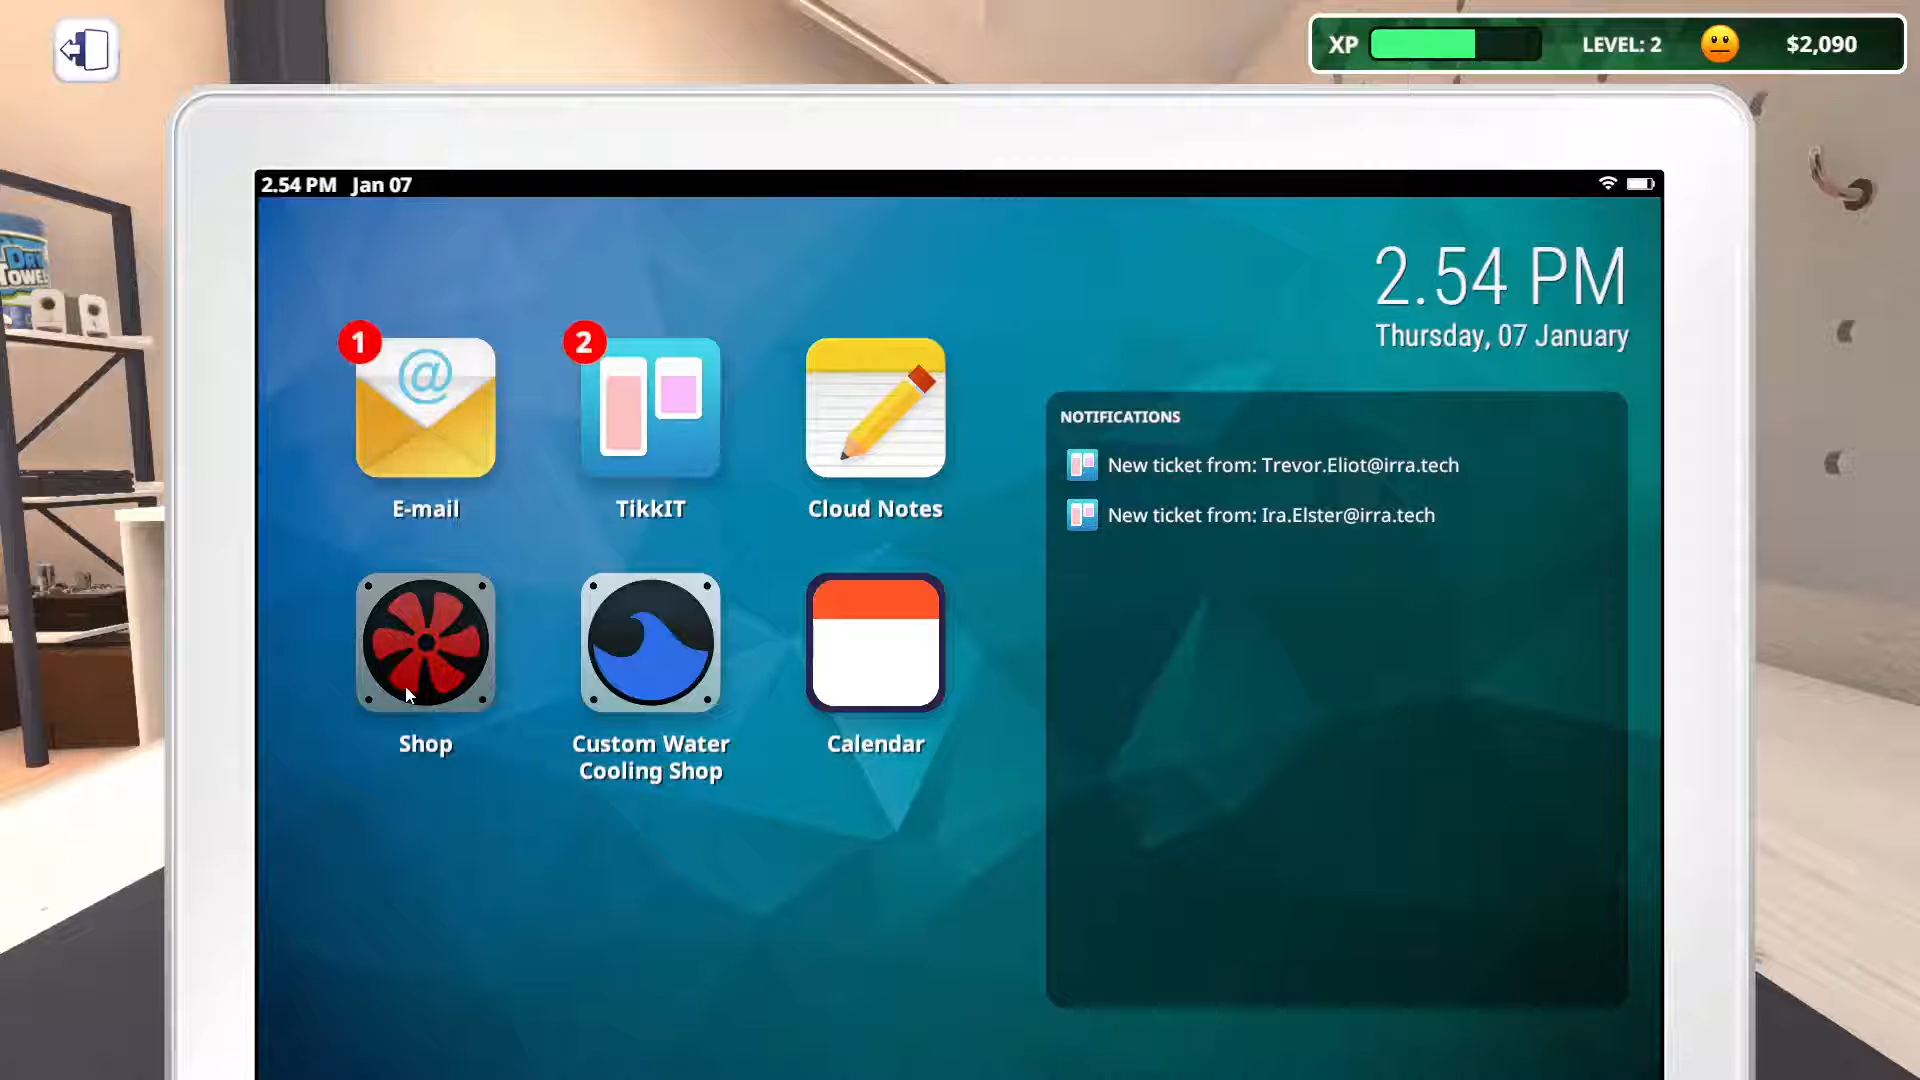 XP
LEVEL: 2
$2,090
2.54 PM Jan 07
2.54 PM
Thursday, 07 January
1
2
E-mail
TikkIT
Cloud Notes
NOTIFICATIONS
New ticket from: Trevor.Eliot@irra.tech
New ticket from: Ira.Elster@irra.tech
Shop
Custom Water
Cooling Shop
Calendar
DRY
TOWEL